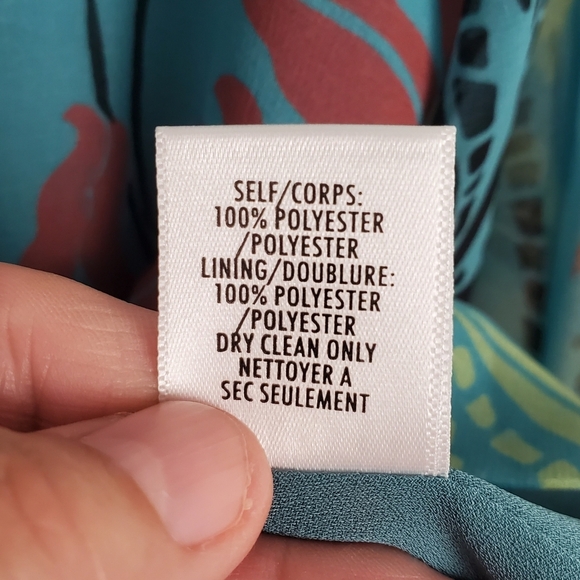 SELF/CORPS:
100% POLYESTER
/POLYESTER
LINING/DOUBLURE:
100% POLYESTER
/POLYESTER
DRY CLEAN ONLY
NETTOYER A
SEC SEULEMENT